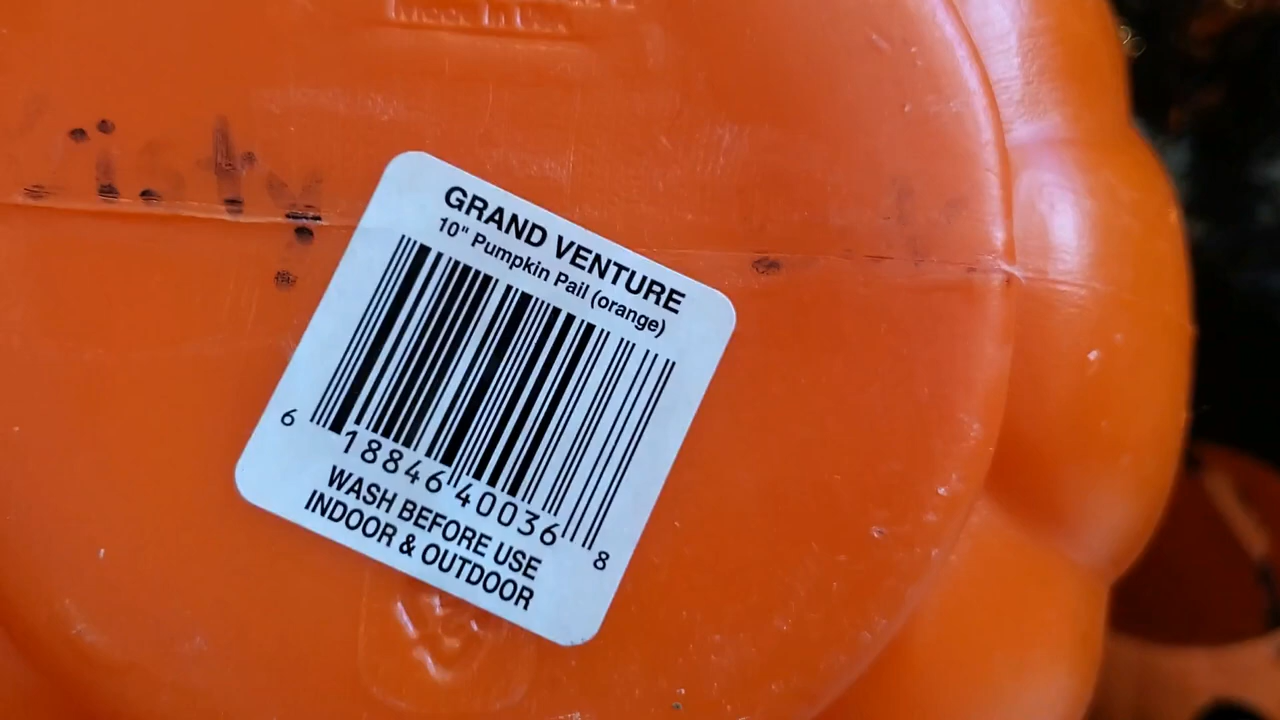 GRAND VENTURE
10" Pumpkin Pail (orange)
6 18846 40036 8
WASH BEFORE USE
INDOOR & OUTDOOR